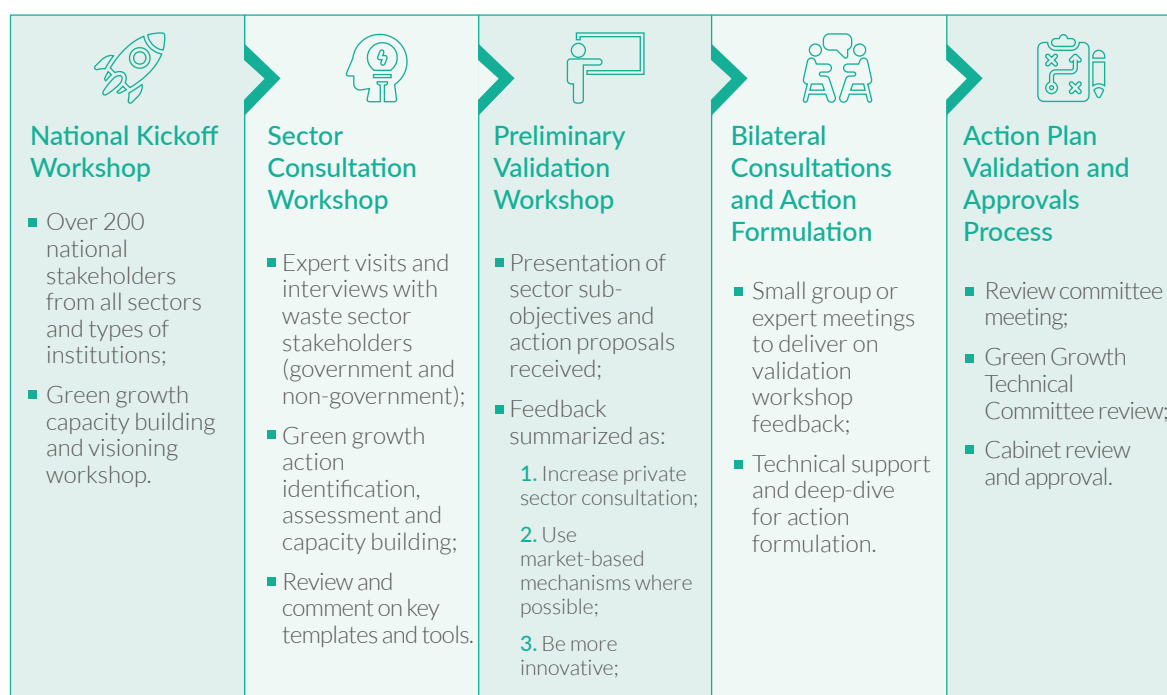 National Kickoff
Workshop
▪ Over 200
national
stakeholders
from all sectors
and types of
institutions;
▪ Green growth
capacity building
and visioning
workshop.
Sector
Consultation
Workshop
▪ Expert visits and
interviews with
waste sector
stakeholders
(government and
non-government);
▪ Green growth
action
identification,
assessment and
capacity building;
▪ Review and
comment on key
templates and tools.
Preliminary
Validation
Workshop
▪ Presentation of
sector sub-
objectives and
action proposals
received;
▪ Feedback
summarized as:
1. Increase private
sector consultation;
2. Use
market-based
mechanisms where
possible;
3. Be more
innovative;
Bilateral
Consultations
and Action
Formulation
▪ Small group or
expert meetings
to deliver on
validation
workshop
feedback;
▪ Technical support
and deep-dive
for action
formulation.
Action Plan
Validation and
Approvals
Process
▪ Review committee
meeting;
▪ Green Growth
Technical
Committee review;
▪ Cabinet review
and approval.